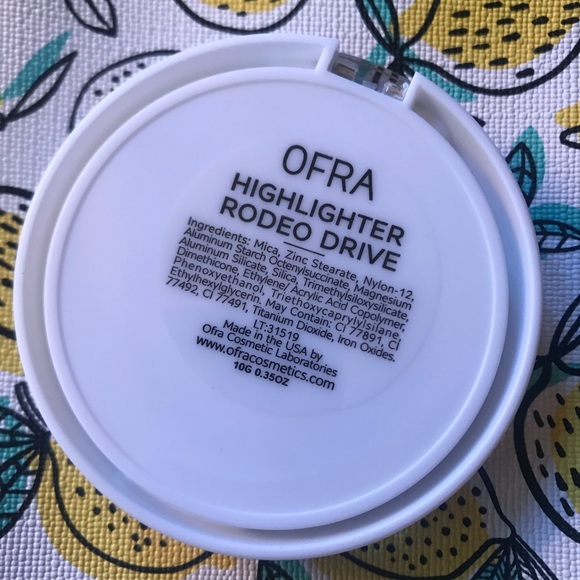 OFRA
HIGHLIGHTER
RODEO DRIVE
Ingredients: Mica, Zinc Stearate, Nylon-12,
Aluminum Starch Octenylsuccinate, Magnesium
Aluminum Silicate, Silica, Trimethylsiloxysilicate,
Dimethicone, Ethylene/ Acrylic Acid Copolymer,
Phenoxyethanol, Triethoxycaprylylsilane,
Ethylhexylglycerin. May Contain: CI 77891, CI
77492, CI 77491, Titanium Dioxide, Iron Oxides.
LT-31519
Made in the USA by
Ofra Cosmetic Laboratories
www.ofracosmetics.com
10G 0.35OZ